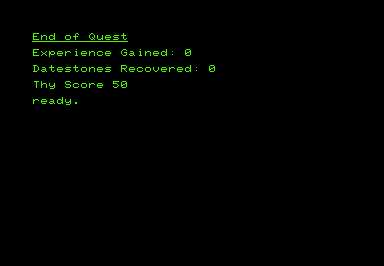 End of Quest
Experience Gained: 0
Datestones Recovered: 0
Thy Score 50
ready.